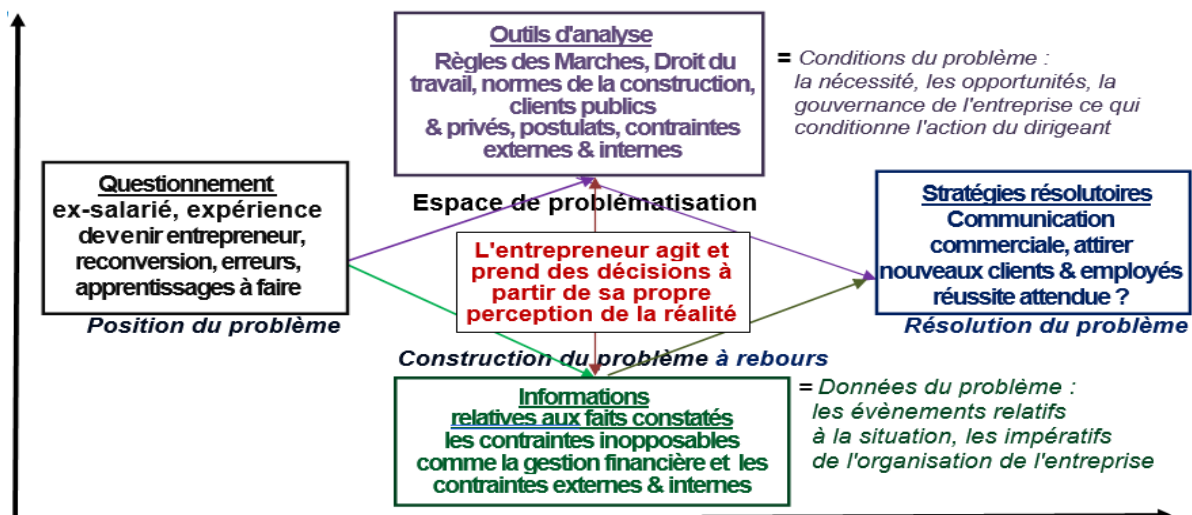 Outils d'analyse
Règles des Marches, Droit du
travail, normes de la construction,
clients publics
& privés, postulats, contraintes
externes & internes
= Conditions du problème :
la nécessité, les opportunités, la
gouvernance de l'entreprise ce qui
conditionne l'action du dirigeant
Questionnement
ex-salarié, expérience
devenir entrepreneur,
reconversion, erreurs,
apprentissages à faire
Position du problème
Espace de problématisation
L'entrepreneur agit et
prend des décisions à
partir de sa propre
perception de la réalité
Construction du problème à rebours
Stratégies résolutoires
Communication
commerciale, attirer
nouveaux clients & employés
réussite attendue ?
Résolution du problème
Informations
relatives aux faits constatés
les contraintes inopposables
comme la gestion financière et les
contraintes externes & internes
= Données du problème :
les évènements relatifs
à la situation, les impératifs
de l'organisation de l'entreprise